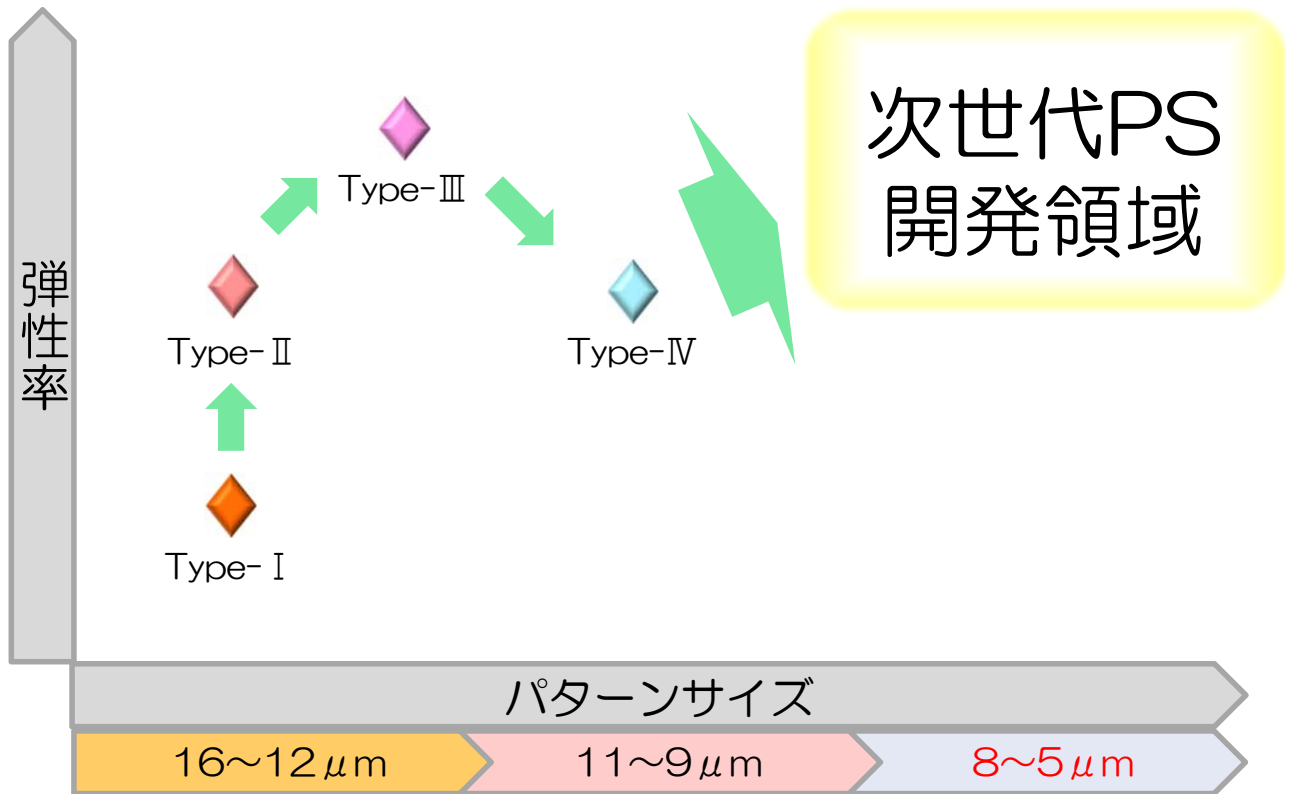 次世代PS
開発領域
Type-Ⅲ
Type-Ⅱ
Type-Ⅳ
Type-Ⅰ
弾性率
パターンサイズ
16～12μm
11～9μm
8～5μm